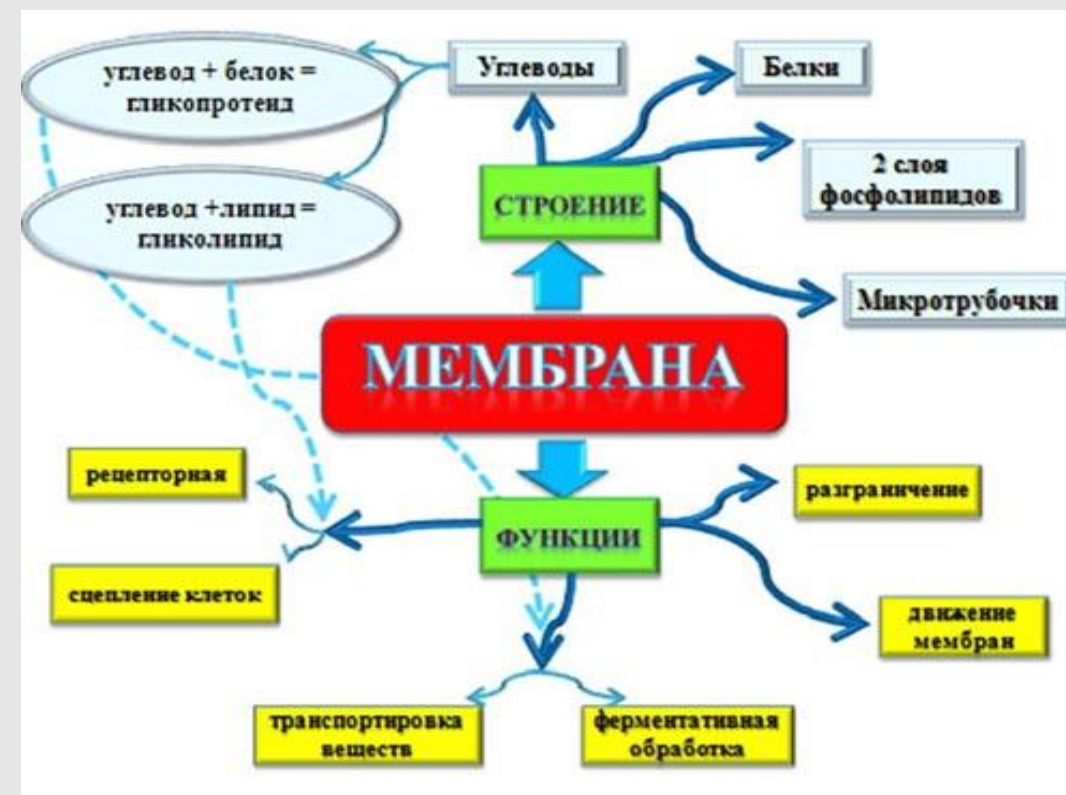 углевод + белок =
гликопротеид
Углеводы
Белки
2 слоя
фосфолипидов
углевод +липид =
гликолипид
СТРОЕНИЕ
Микротрубочки
МЕМБРАНА
рецепторная
разграничение
ФУНКЦИИ
сцепление клеток
движение
мембран
транспортировка
веществ
ферментативная
обработка